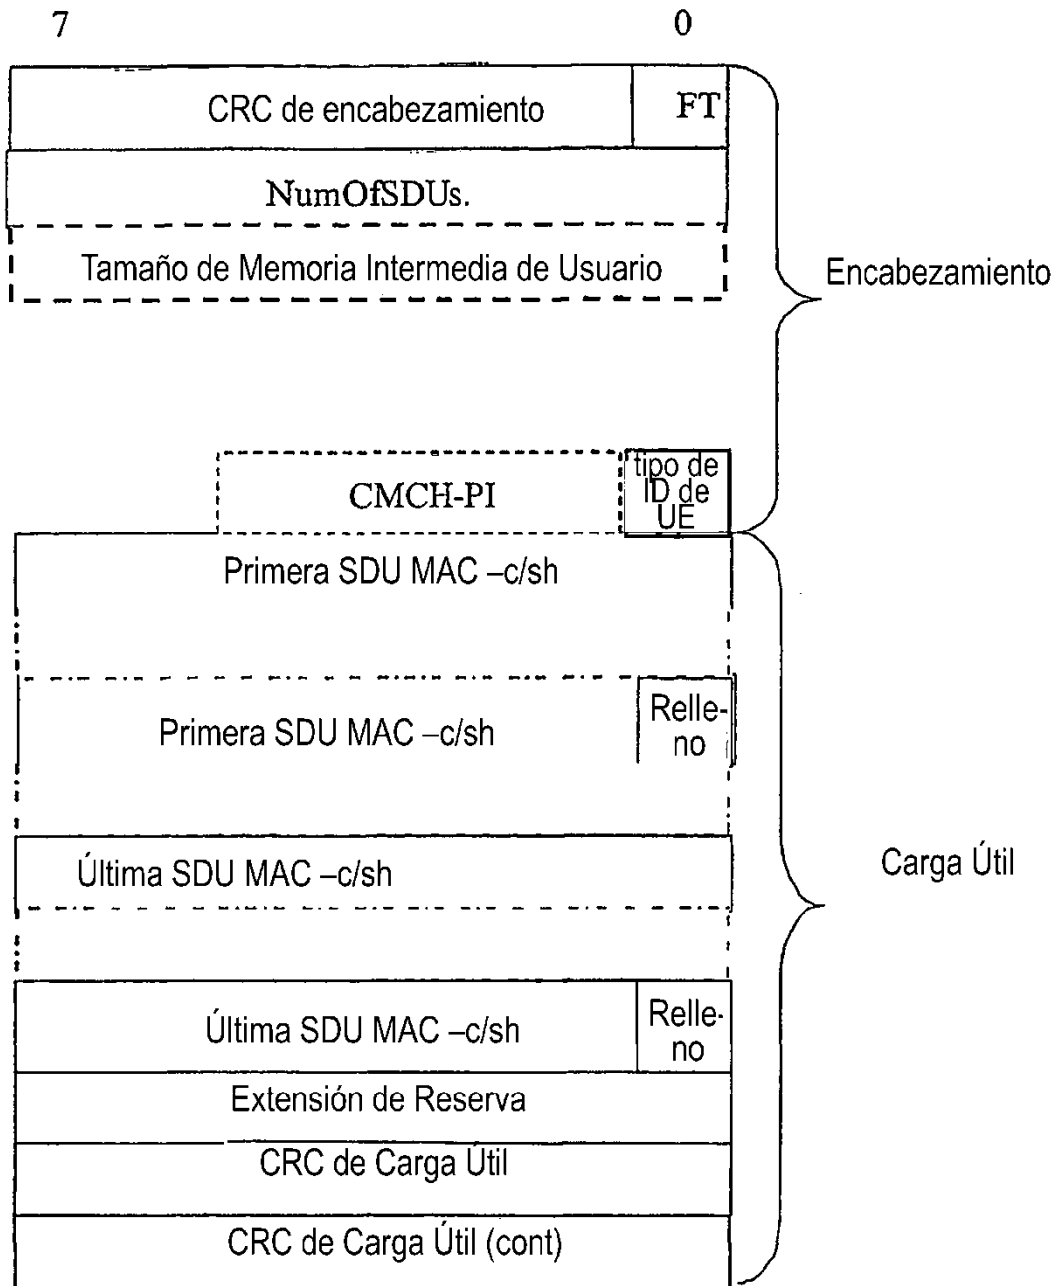 7 0
CRC de encabezamiento FT
NumOfSDUs.
Tamaño de Memoria Intermedia de Usuario
Encabezamiento
CMCH-PI
tipo de
ID de
UE
Primera SDU MAC –c/sh
Primera SDU MAC –c/sh
Relle-
no
Última SDU MAC –c/sh
Carga Útil
Última SDU MAC –c/sh
Relle-
no
Extensión de Reserva
CRC de Carga Útil
CRC de Carga Útil (cont)